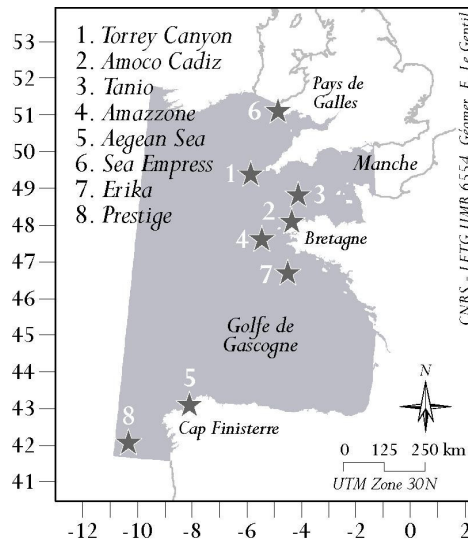 1. Torrey Canyon
2. Amoco Cadiz
3. Tanio
4. Amazzone
5. Aegean Sea
6. Sea Empress
7. Erika
8. Prestige
Pays de
Galles
6
Manche
1
3
2
Bretagne
4
7
Golfe de
Gascogne
5
8
Cap Finisterre
N
0 125 250 km
UTM Zone 30N
53
52
51
50
49
48
47
46
45
44
43
42
41
-12 -10 -8 -6 -4 -2 0 2
CNRS - LETG UMR 6554, Géomer, F. Le Gentil